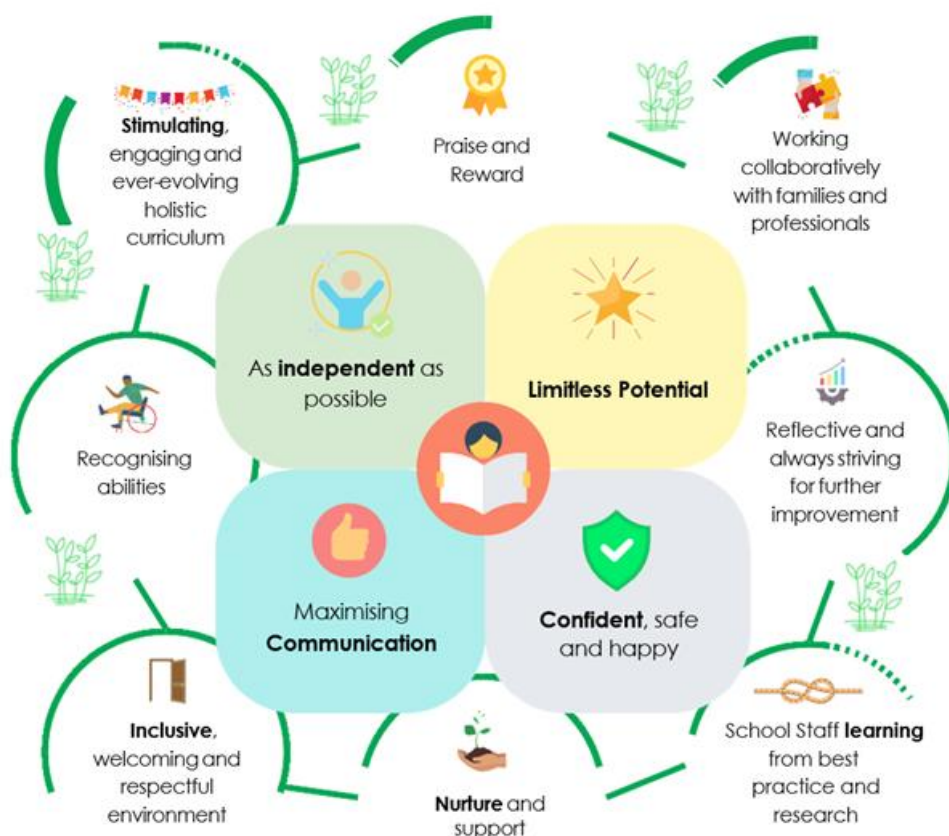 Stimulating,
engaging and
ever-evolving
holistic
curriculum
Praise and
Reward
Working
collaboratively
with families and
professionals
As independent as
possible
Limitless Potential
Recognising
abilities
Reflective and
always striving
for further
improvement
Maximising
Communication
Confident, safe
and happy
Inclusive,
welcoming and
respectful
environment
Nurture and
support
School Staff learning
from best
practice and
research